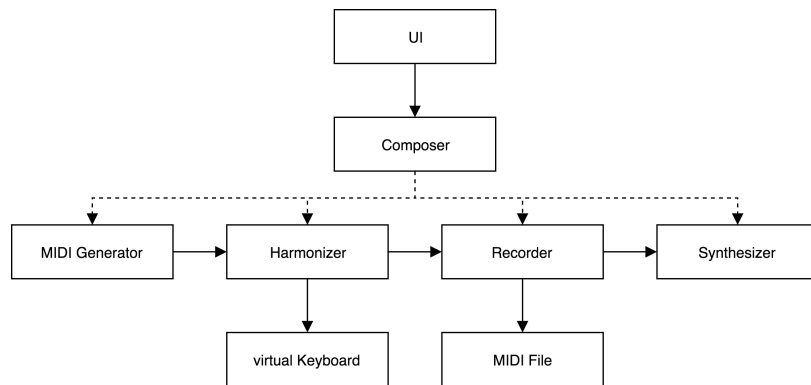 UI
Composer
MIDI Generator
Harmonizer
Recorder
Synthesizer
virtual Keyboard
MIDI File